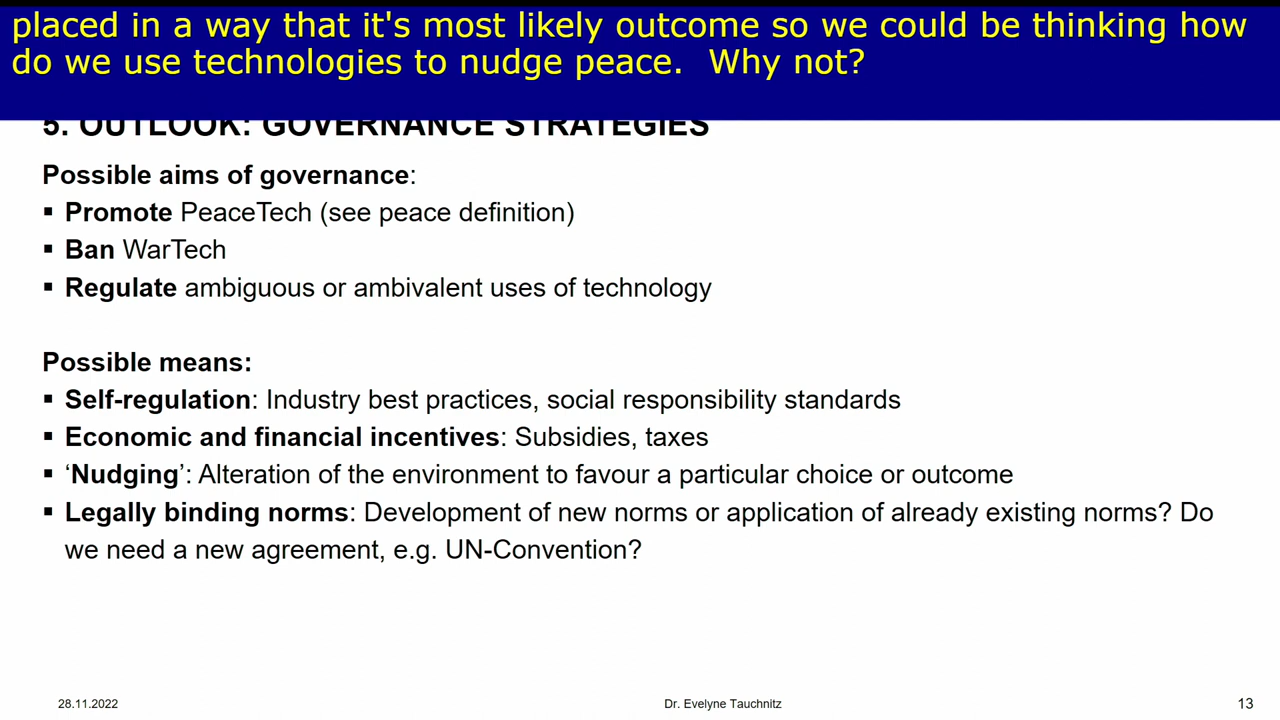 placed in a way that it's most likely outcome so we could be thinking how
do we use technologies to nudge peace.  Why not?
5. OUTLOOK: GOVERNANCE STRATEGIES
Possible aims of governance:
▪ Promote PeaceTech (see peace definition)
▪ Ban WarTech
▪ Regulate ambiguous or ambivalent uses of technology
Possible means:
▪ Self-regulation: Industry best practices, social responsibility standards
▪ Economic and financial incentives: Subsidies, taxes
▪ ‘Nudging’: Alteration of the environment to favour a particular choice or outcome
▪ Legally binding norms: Development of new norms or application of already existing norms? Do
we need a new agreement, e.g. UN-Convention?
28.11.2022 Dr. Evelyne Tauchnitz 13